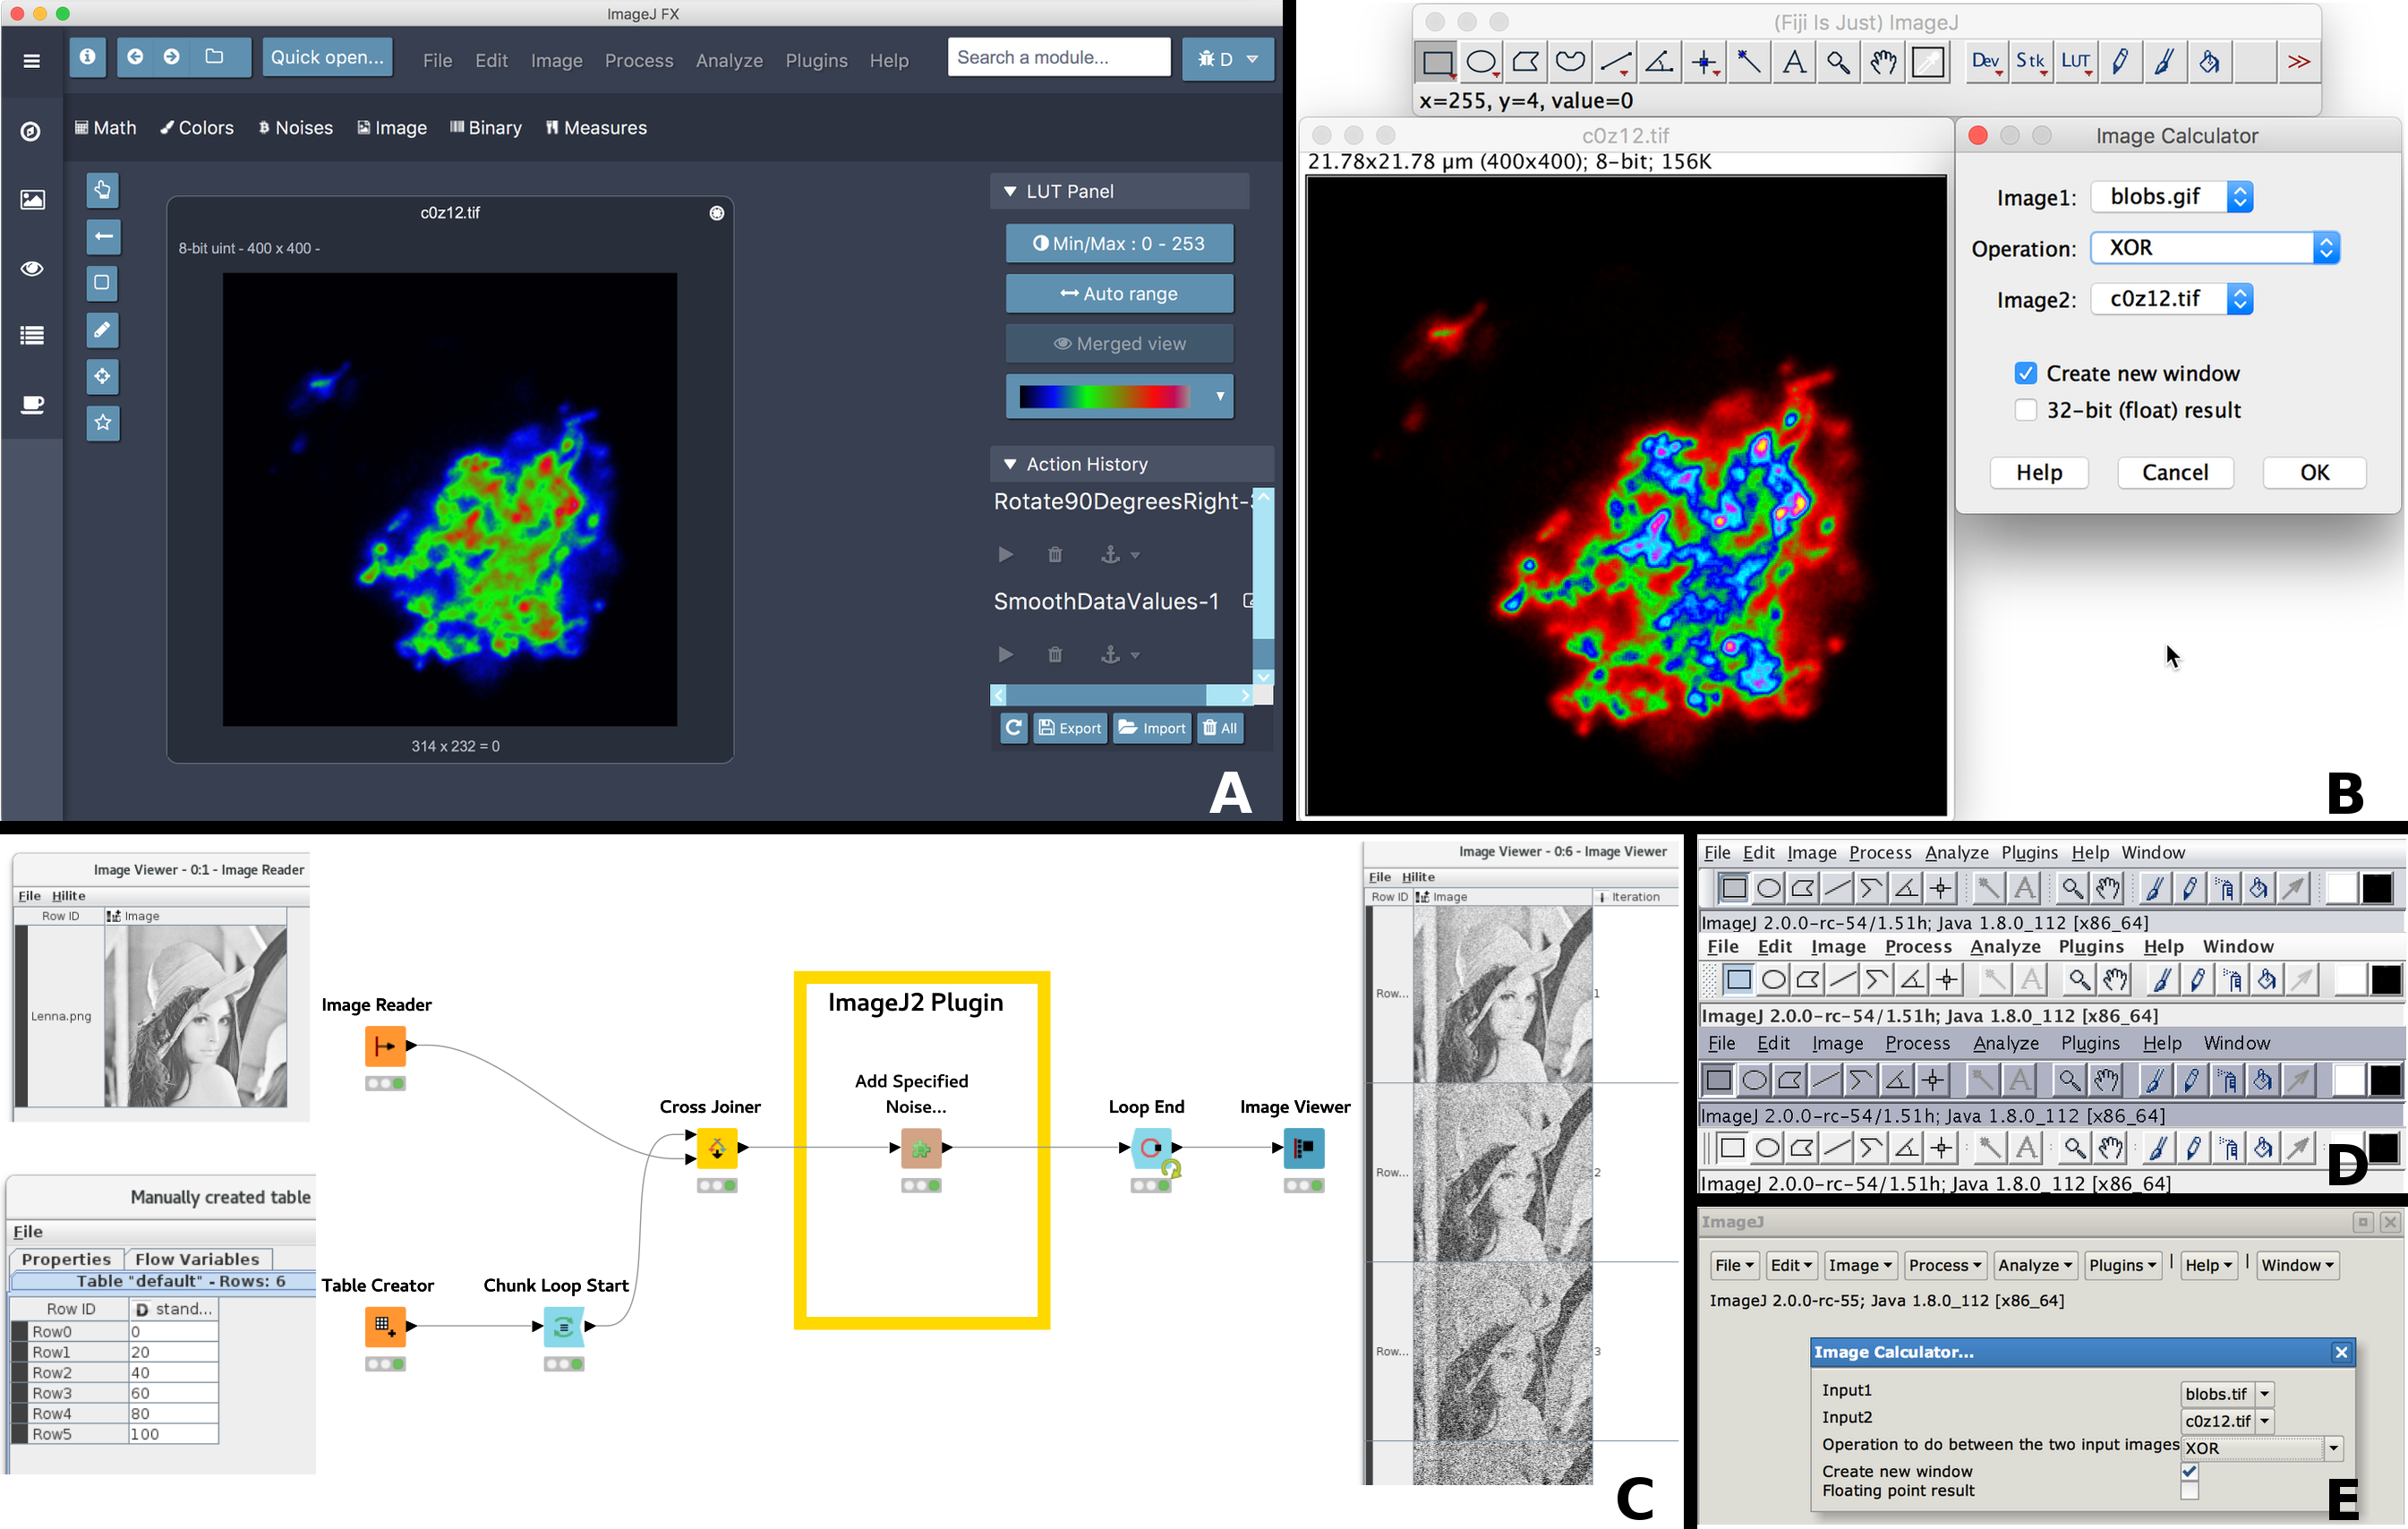 ImageJ FX
Quick open...
File Edit Image Process Analyze Plugins Help
Search a module...
D
Math Colors Noises Image Binary Measures
c0z12.tif
8-bit uint - 400 x 400 -
314 x 232 = 0
LUT Panel
Min/Max : 0 - 253
Auto range
Merged view
Action History
Rotate90DegreesRight-
SmoothDataValues-1
Export Import All
A
(Fiji Is Just) ImageJ
Dev Stk LUT >>
x=255, y=4, value=0
c0z12.tif
21.78x21.78 µm (400x400); 8-bit; 156K
Image Calculator
Image1: blobs.gif
Operation: XOR
Image2: c0z12.tif
Create new window
32-bit (float) result
Help Cancel OK
B
Image Viewer - 0:1 - Image Reader
File Hilite
Row ID Image
Lenna.png
Manually created table
File
Properties Flow Variables
Table "default" - Rows: 6
Row ID D stand...
Row0 0
Row1 20
Row2 40
Row3 60
Row4 80
Row5 100
Image Reader
Table Creator
Chunk Loop Start
Cross Joiner
ImageJ2 Plugin
Add Specified
Noise...
Loop End
Image Viewer
Image Viewer - 0:6 - Image Viewer
File Hilite
Row ID Image Iteration
Row... 1
Row... 2
Row... 3
C
File Edit Image Process Analyze Plugins Help Window
ImageJ 2.0.0-rc-54/1.51h; Java 1.8.0_112 [x86_64]
File Edit Image Process Analyze Plugins Help Window
ImageJ 2.0.0-rc-54/1.51h; Java 1.8.0_112 [x86_64]
File Edit Image Process Analyze Plugins Help Window
ImageJ 2.0.0-rc-54/1.51h; Java 1.8.0_112 [x86_64]
ImageJ 2.0.0-rc-54/1.51h; Java 1.8.0_112 [x86_64]
D
ImageJ
File Edit Image Process Analyze Plugins | Help | Window
ImageJ 2.0.0-rc-55; Java 1.8.0_112 [x86_64]
Image Calculator...
Input1 blobs.tif
Input2 c0z12.tif
Operation to do between the two input images XOR
Create new window
Floating point result
E